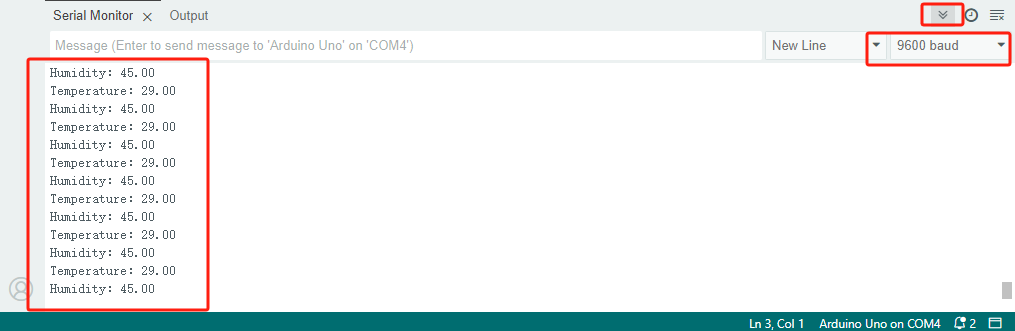 Serial Monitor Output
Message (Enter to send message to 'Arduino Uno' on 'COM4') New Line 9600 baud
Humidity: 45.00
Temperature: 29.00
Humidity: 45.00
Temperature: 29.00
Humidity: 45.00
Temperature: 29.00
Humidity: 45.00
Temperature: 29.00
Humidity: 45.00
Temperature: 29.00
Humidity: 45.00
Temperature: 29.00
Humidity: 45.00
Ln 3, Col 1 Arduino Uno on COM4 2